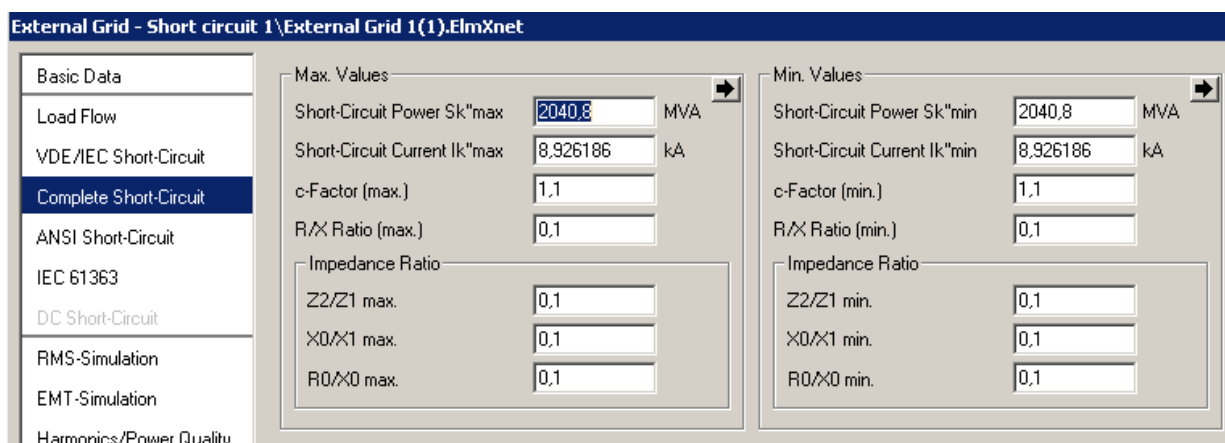 External Grid - Short circuit 1\External Grid 1(1).ElmXnet
Basic Data
Load Flow
VDE/IEC Short-Circuit
Complete Short-Circuit
ANSI Short-Circuit
IEC 61363
DC Short-Circuit
RMS-Simulation
EMT-Simulation
Harmonics/Power Quality
Max. Values
Short-Circuit Power Sk"max 2040,8 MVA
Short-Circuit Current Ik"max 8,926186 kA
c-Factor (max.) 1,1
R/X Ratio (max.) 0,1
Impedance Ratio
Z2/Z1 max. 0,1
X0/X1 max. 0,1
R0/X0 max. 0,1
Min. Values
Short-Circuit Power Sk"min 2040,8 MVA
Short-Circuit Current Ik"min 8,926186 kA
c-Factor (min.) 1,1
R/X Ratio (min.) 0,1
Impedance Ratio
Z2/Z1 min. 0,1
X0/X1 min. 0,1
R0/X0 min. 0,1